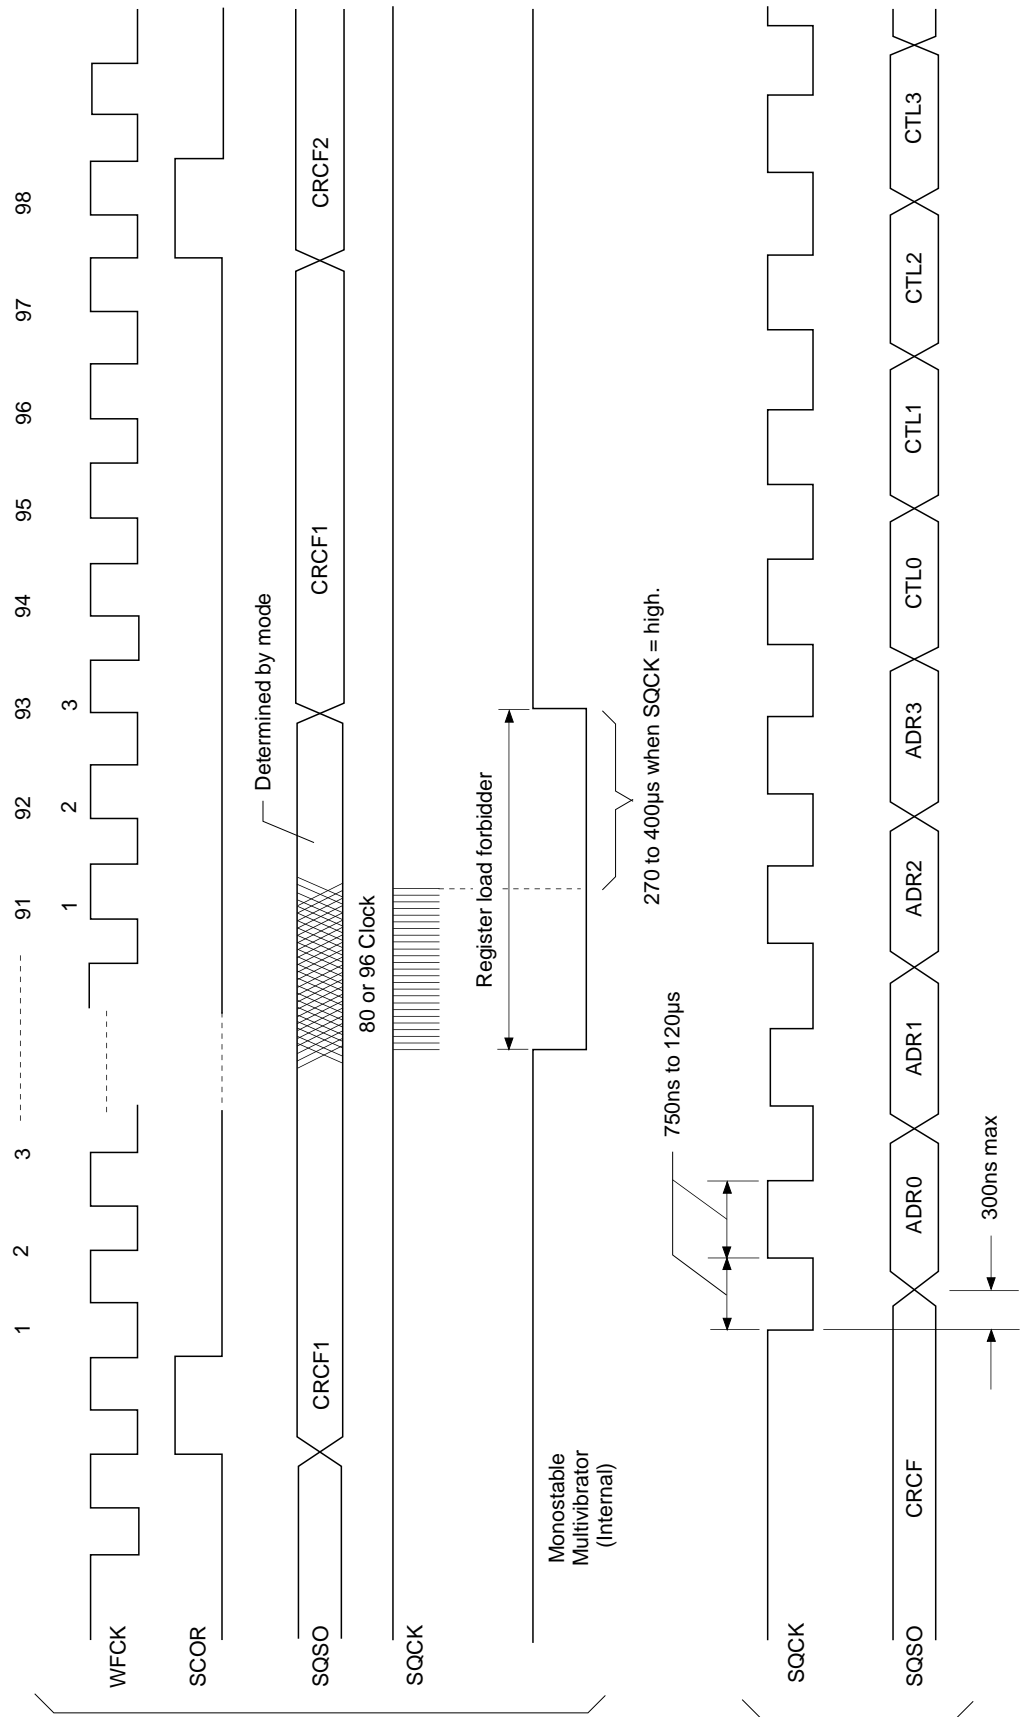 1 2 3 91 92 93 94 95 96 97 98
1 2 3
WFCK
SCOR
Determined by mode
SQSO CRCF1 CRCF1 CRCF2
80 or 96 Clock
SQCK
Register load forbidder
Monostable
Multivibrator
(Internal)
270 to 400µs when SQCK = high.
750ns to 120µs
SQCK
SQSO CRCF ADR0 ADR1 ADR2 ADR3 CTL0 CTL1 CTL2 CTL3
300ns max